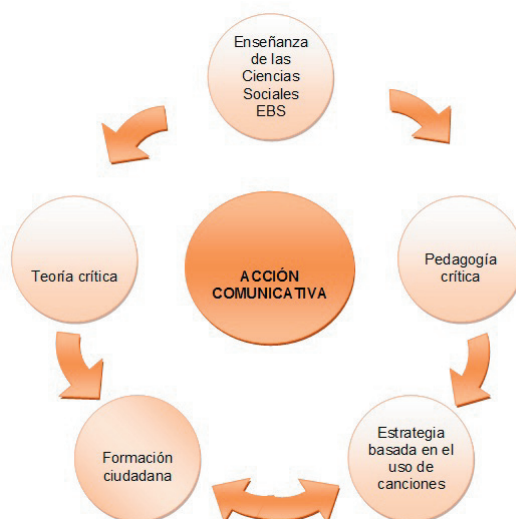 Enseñanza
de las
Ciencias
Sociales
EBS
Teoría crítica
ACCIÓN
COMUNICATIVA
Pedagogía
crítica
Formación
ciudadana
Estrategia
basada en el
uso de
canciones